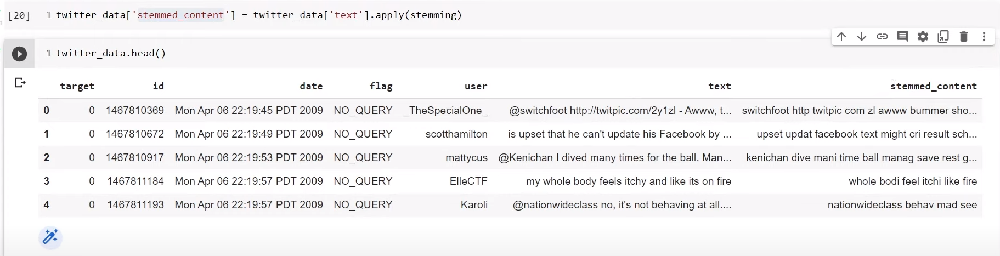 [20] 1 twitter_data['stemmed_content'] = twitter_data['text'].apply(stemming)
1 twitter_data.head()
target id date flag user text stemmed_content
0 0 1467810369 Mon Apr 06 22:19:45 PDT 2009 NO_QUERY _TheSpecialOne_ @switchfoot http://twitpic.com/2y1zl - Awww, t... switchfoot http twitpic com zl awww bummer sho...
1 0 1467810672 Mon Apr 06 22:19:49 PDT 2009 NO_QUERY scotthamilton is upset that he can't update his Facebook by ... upset updat facebook text might cri result sch...
2 0 1467810917 Mon Apr 06 22:19:53 PDT 2009 NO_QUERY mattycus @Kenichan I dived many times for the ball. Man... kenichan dive mani time ball manag save rest g...
3 0 1467811184 Mon Apr 06 22:19:57 PDT 2009 NO_QUERY ElleCTF my whole body feels itchy and like its on fire whole bodi feel itchi like fire
4 0 1467811193 Mon Apr 06 22:19:57 PDT 2009 NO_QUERY Karoli @nationwideclass no, it's not behaving at all.... nationwideclass behav mad see